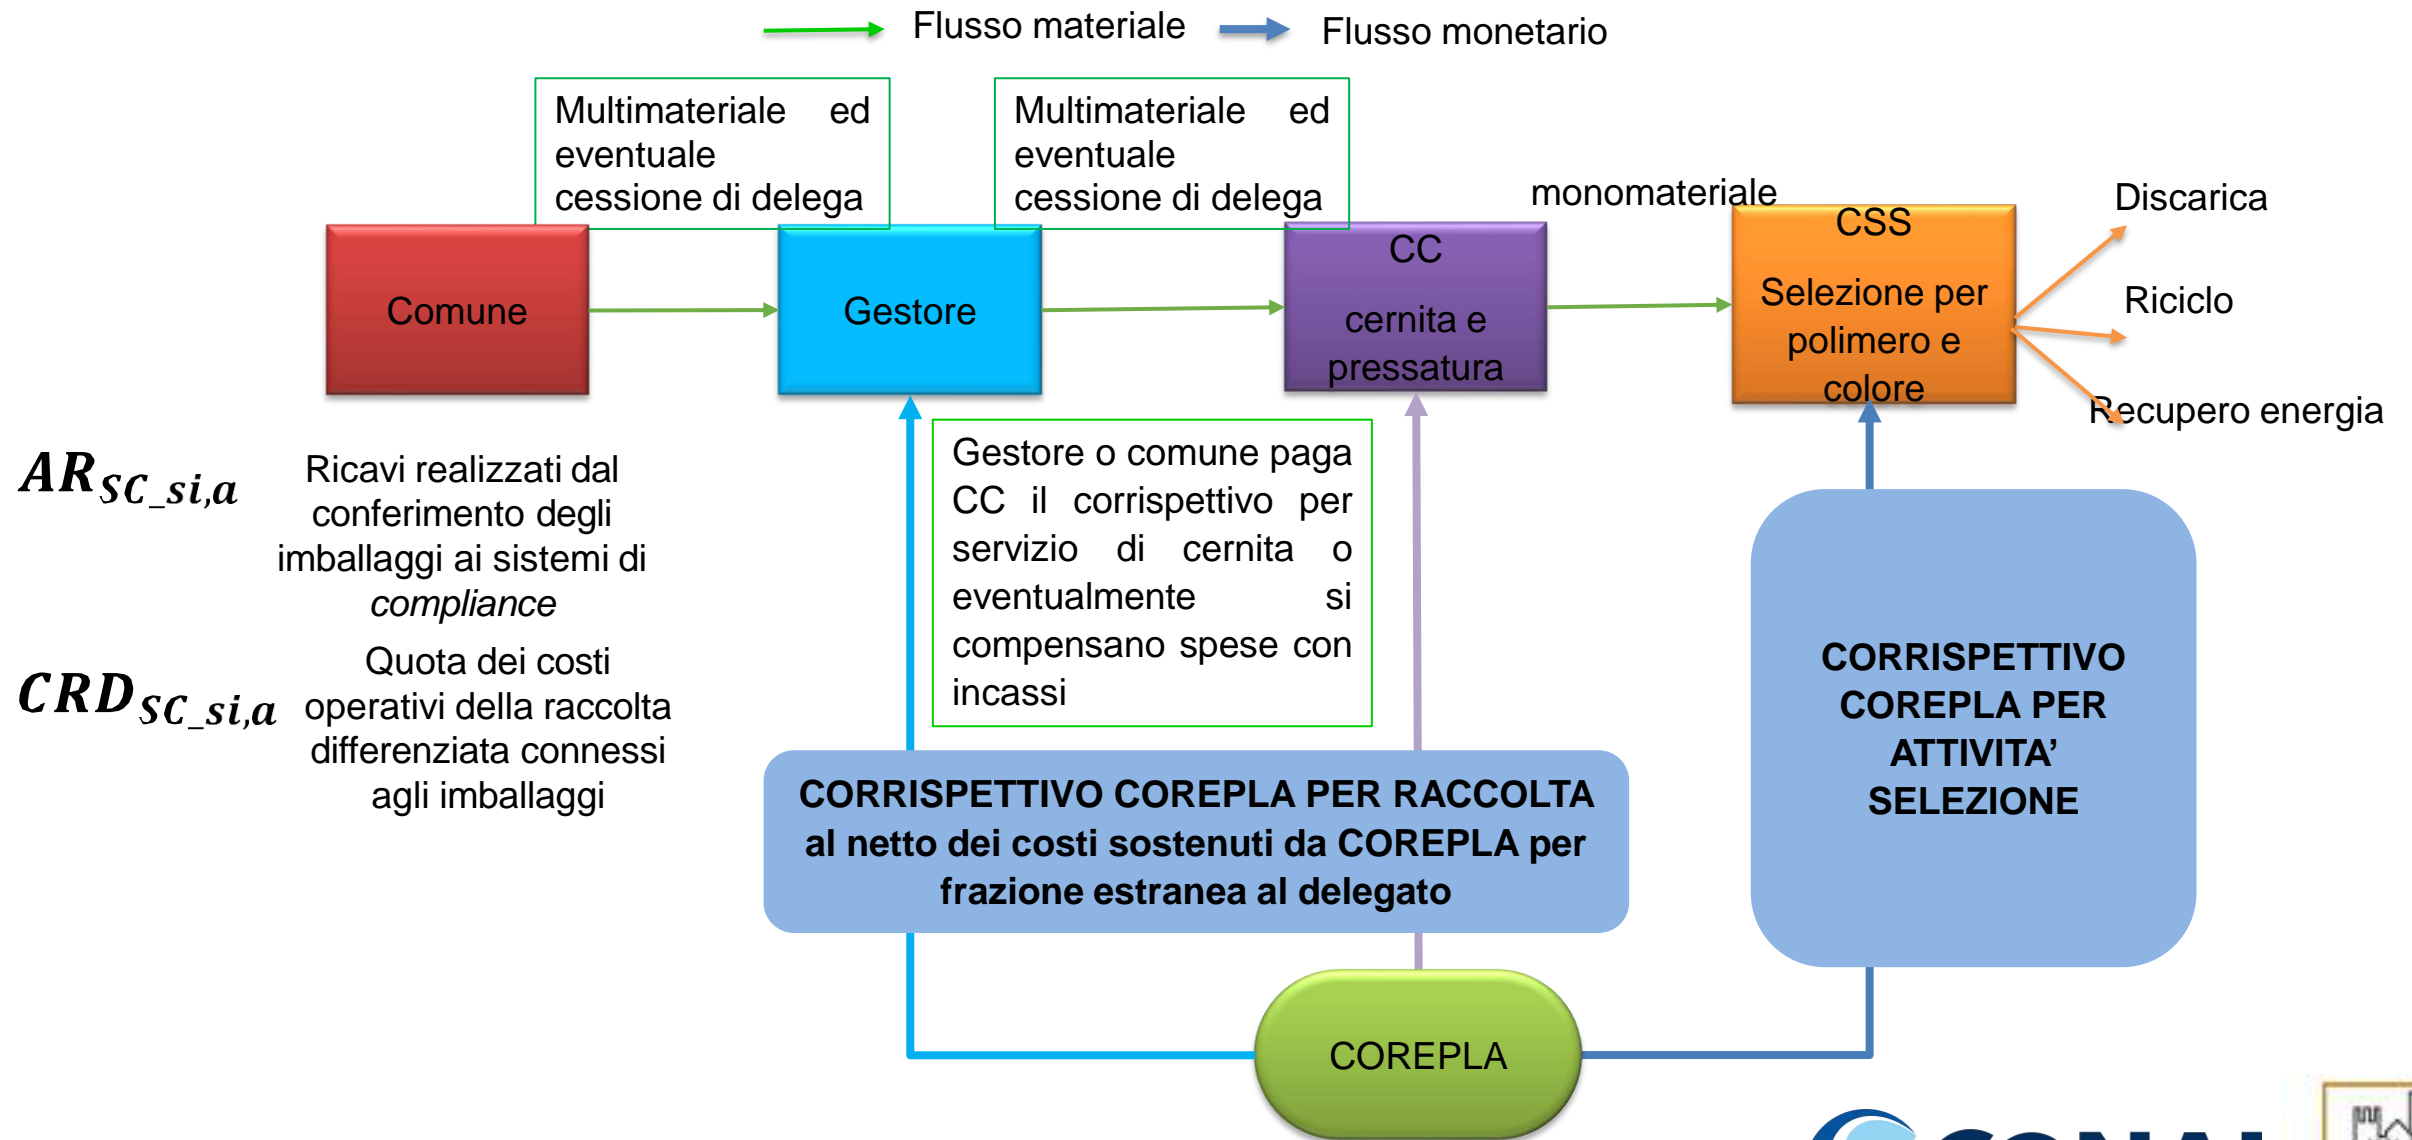 Flusso materiale
Flusso monetario
Multimateriale ed
eventuale
cessione di delega
Multimateriale ed
eventuale
cessione di delega
monomateriale
Comune
Gestore
CC
cernita e
pressatura
CSS
Selezione per
polimero e
colore
Discarica
Riciclo
Recupero energia
AR SC_si,a
Ricavi realizzati dal
conferimento degli
imballaggi ai sistemi di
compliance
CRD SC_si,a
Quota dei costi
operativi della raccolta
differenziata connessi
agli imballaggi
Gestore o comune paga
CC il corrispettivo per
servizio di cernita o
eventualmente si
compensano spese con
incassi
CORRISPETTIVO COREPLA PER RACCOLTA
al netto dei costi sostenuti da COREPLA per
frazione estranea al delegato
CORRISPETTIVO
COREPLA PER
ATTIVITA’
SELEZIONE
COREPLA